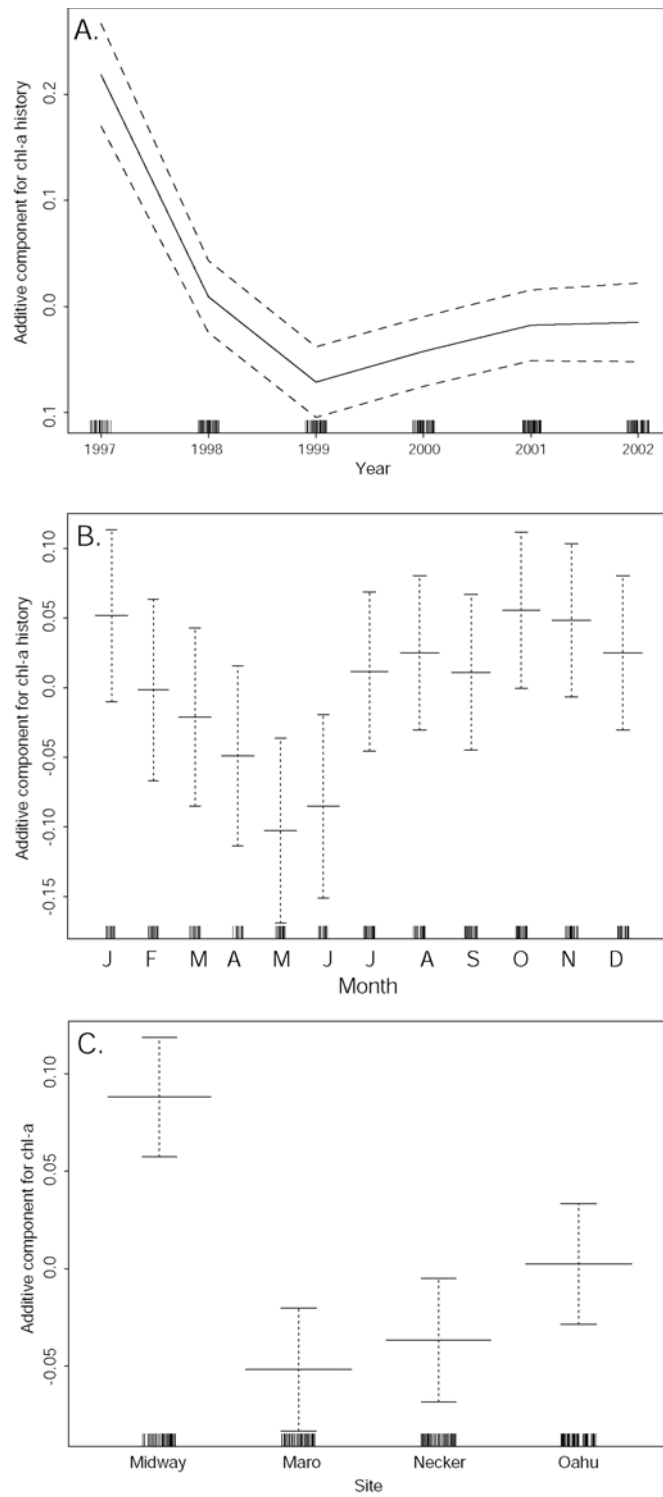 A.
Additive component for chl-a history
0.2
0.1
0.0
0.1
1997 1998 1999 2000 2001 2002
Year
B.
Additive component for chl-a history
0.10
0.05
0.0
-0.05
-0.10
-0.15
J F M A M J J A S O N D
Month
C.
Additive component for chl-a
0.10
0.05
0.0
-0.05
Midway Maro Necker Oahu
Site